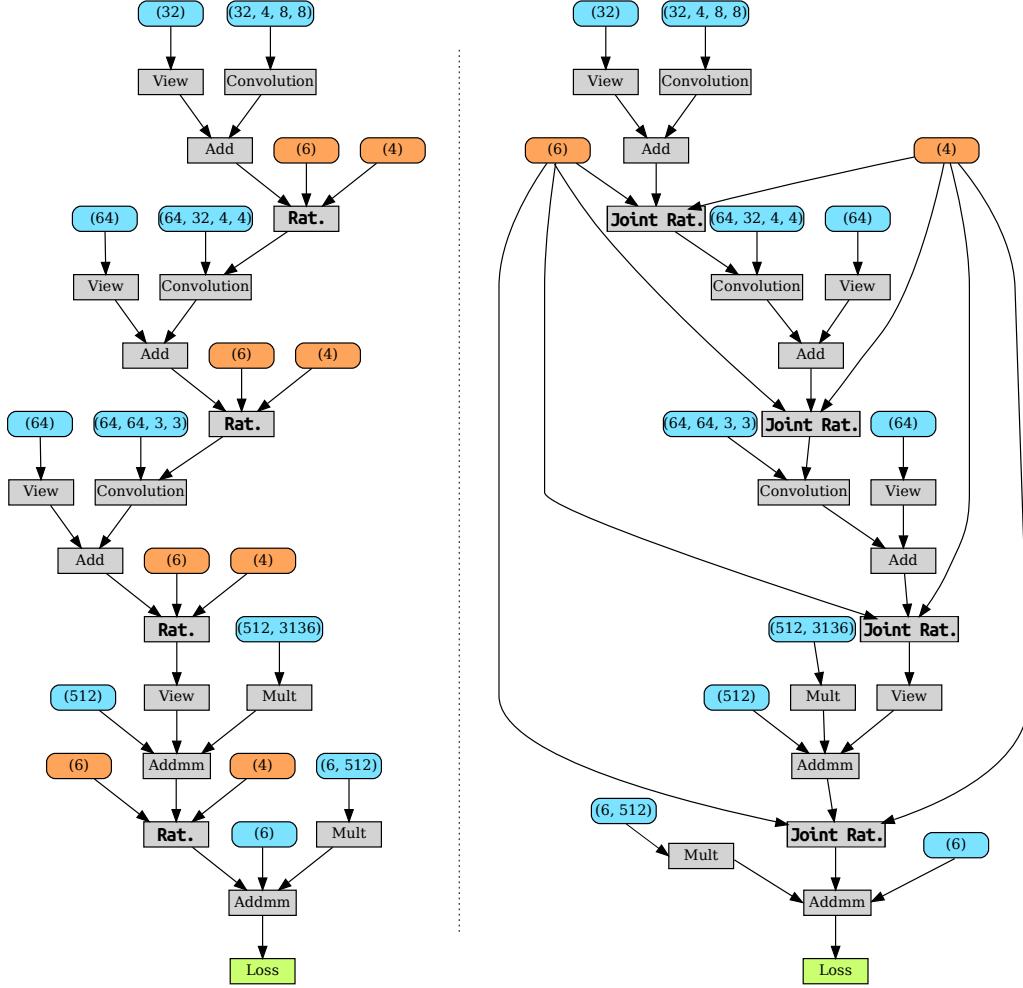 (32)
(32, 4, 8, 8)
View
Convolution
Add
(6)
(4)
Rat.
(64)
(64, 32, 4, 4)
View
Convolution
Add
(6)
(4)
Rat.
(64)
(64, 64, 3, 3)
View
Convolution
Add
(6)
(4)
Rat.
(512, 3136)
(512)
View
Mult
Addmm
(6)
(4)
(6, 512)
Rat.
(6)
Mult
Addmm
Loss
(32)
(32, 4, 8, 8)
View
Convolution
(6)
Add
(4)
Joint Rat.
(64, 32, 4, 4)
(64)
Convolution
View
Add
Joint Rat.
(64, 64, 3, 3)
(64)
Convolution
View
Add
Joint Rat.
(512, 3136)
(512)
Mult
View
Addmm
(6, 512)
Joint Rat.
(6)
Mult
Addmm
Loss